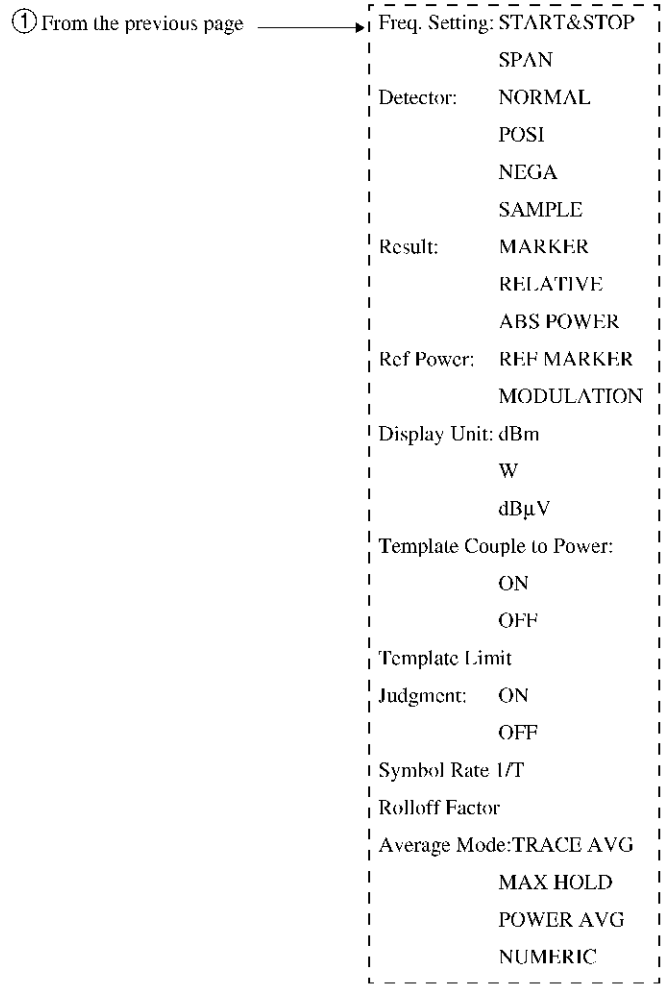 ① From the previous page
Freq. Setting: START&STOP
SPAN
Detector: NORMAL
POSI
NEGA
SAMPLE
Result: MARKER
RELATIVE
ABS POWER
Ref Power: REF MARKER
MODULATION
Display Unit: dBm
W
dBµV
Template Couple to Power:
ON
OFF
Template Limit
Judgment: ON
OFF
Symbol Rate 1/T
Rolloff Factor
Average Mode:TRACE AVG
MAX HOLD
POWER AVG
NUMERIC